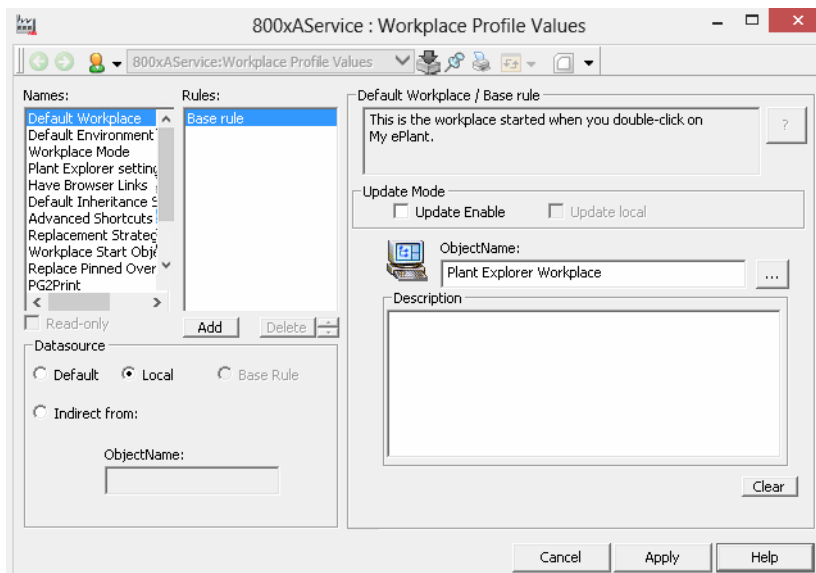 800xAService : Workplace Profile Values
800xAService:Workplace Profile Values
Names:
Default Workplace
Default Environment
Workplace Mode
Plant Explorer setting
Have Browser Links
Default Inheritance S
Advanced Shortcuts
Replacement Strateg
Workplace Start Obje
Replace Pinned Over
PG2Print
Read-only
Rules:
Base rule
Add
Delete
Datasource
Default
Local
Base Rule
Indirect from:
ObjectName:
Default Workplace / Base rule
This is the workplace started when you double-click on
My ePlant.
?
Update Mode
Update Enable
Update local
ObjectName:
Plant Explorer Workplace
...
Description
Clear
Cancel
Apply
Help